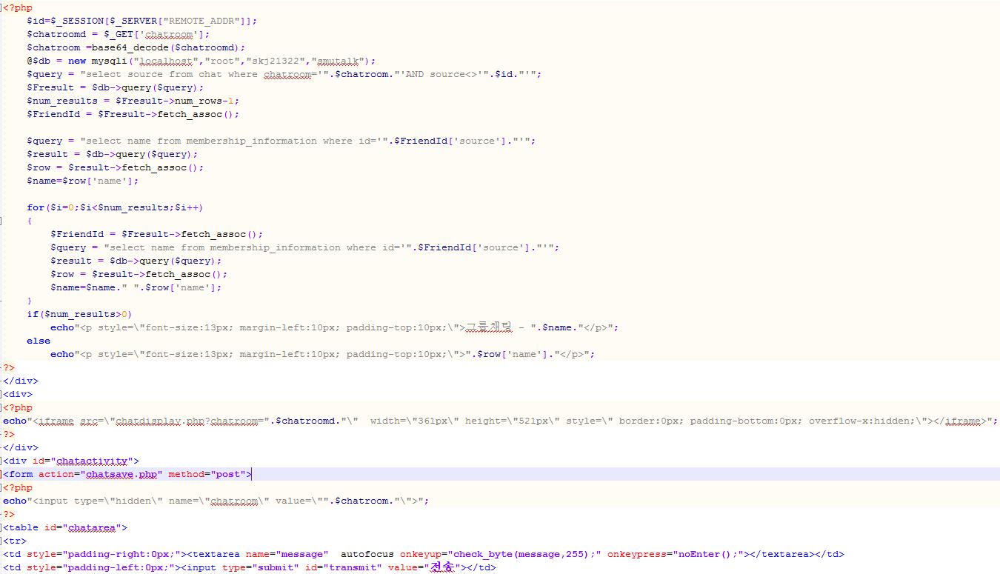 <?php
$id=$_SESSION[$_SERVER["REMOTE_ADDR"]];
$chatroomd = $_GET['chatroom'];
$chatroom =base64_decode($chatroomd);
@$db = new mysqli("localhost","root","skj21322","smutalk");
$query = "select source from chat where chatroom='".$chatroom."'AND source<>'".$id."'";
$Fresult = $db->query($query);
$num_results = $Fresult->num_rows-1;
$FriendId = $Fresult->fetch_assoc();
$query = "select name from membership_information where id='".$FriendId['source']."'";
$result = $db->query($query);
$row = $result->fetch_assoc();
$name=$row['name'];
for($i=0;$i<$num_results;$i++)
{
$FriendId = $Fresult->fetch_assoc();
$query = "select name from membership_information where id='".$FriendId['source']."'";
$result = $db->query($query);
$row = $result->fetch_assoc();
$name=$name." ".$row['name'];
}
if($num_results>0)
echo"<p style=\"font-size:13px; margin-left:10px; padding-top:10px;\">그룹채팅 - ".$name."</p>";
else
echo"<p style=\"font-size:13px; margin-left:10px; padding-top:10px;\">".$row['name']."</p>";
?>
</div>
<div>
<?php
echo"<iframe src=\"chatdisplay.php?chatroom=".$chatroomd."\"  width=\"361px\" height=\"521px\" style=\" border:0px; padding-bottom:0px; overflow-x:hidden;\"></iframe>";
?>
</div>
<div id="chatactivity">
<form action="chatsave.php" method="post">
<?php
echo"<input type=\"hidden\" name=\"chatroom\" value=\"".$chatroom."\">";
?>
<table id="chatarea">
<tr>
<td style="padding-right:0px;"><textarea name="message"  autofocus onkeyup="check_byte(message,255);" onkeypress="noEnter();"></textarea></td>
<td style="padding-left:0px;"><input type="submit" id="transmit" value="전송"></td>